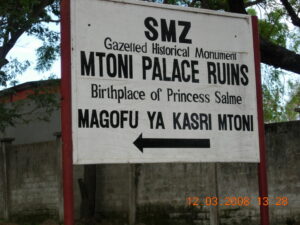 SMZ
Gazetted Historical Monument
MTONI PALACE RUINS
Birthplace of Princess Salme
MAGOFU YA KASRI MTONI
12 03 2008 13 28